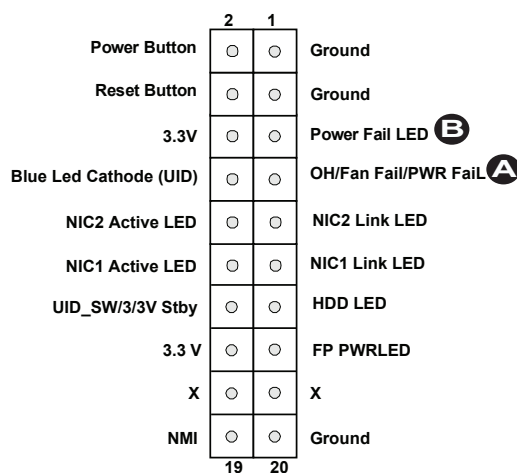 2 1
Power Button Ground
Reset Button Ground
3.3V Power Fail LED B
Blue Led Cathode (UID) OH/Fan Fail/PWR FaiL A
NIC2 Active LED NIC2 Link LED
NIC1 Active LED NIC1 Link LED
UID_SW/3/3V Stby HDD LED
3.3 V FP PWRLED
X X
NMI Ground
19 20